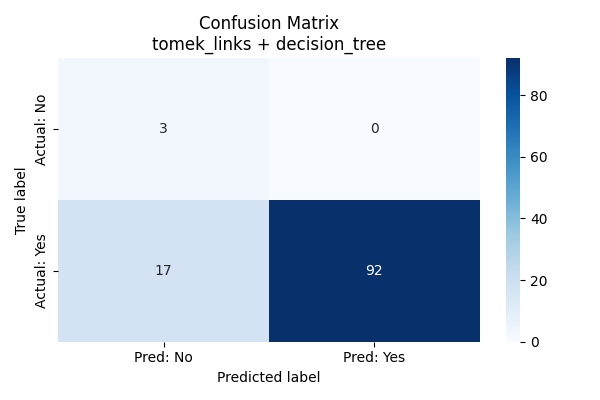 Confusion Matrix
tomek_links + decision_tree
True label
Actual: No
3
0
Actual: Yes
17
92
Pred: No
Pred: Yes
Predicted label
80
60
40
20
0